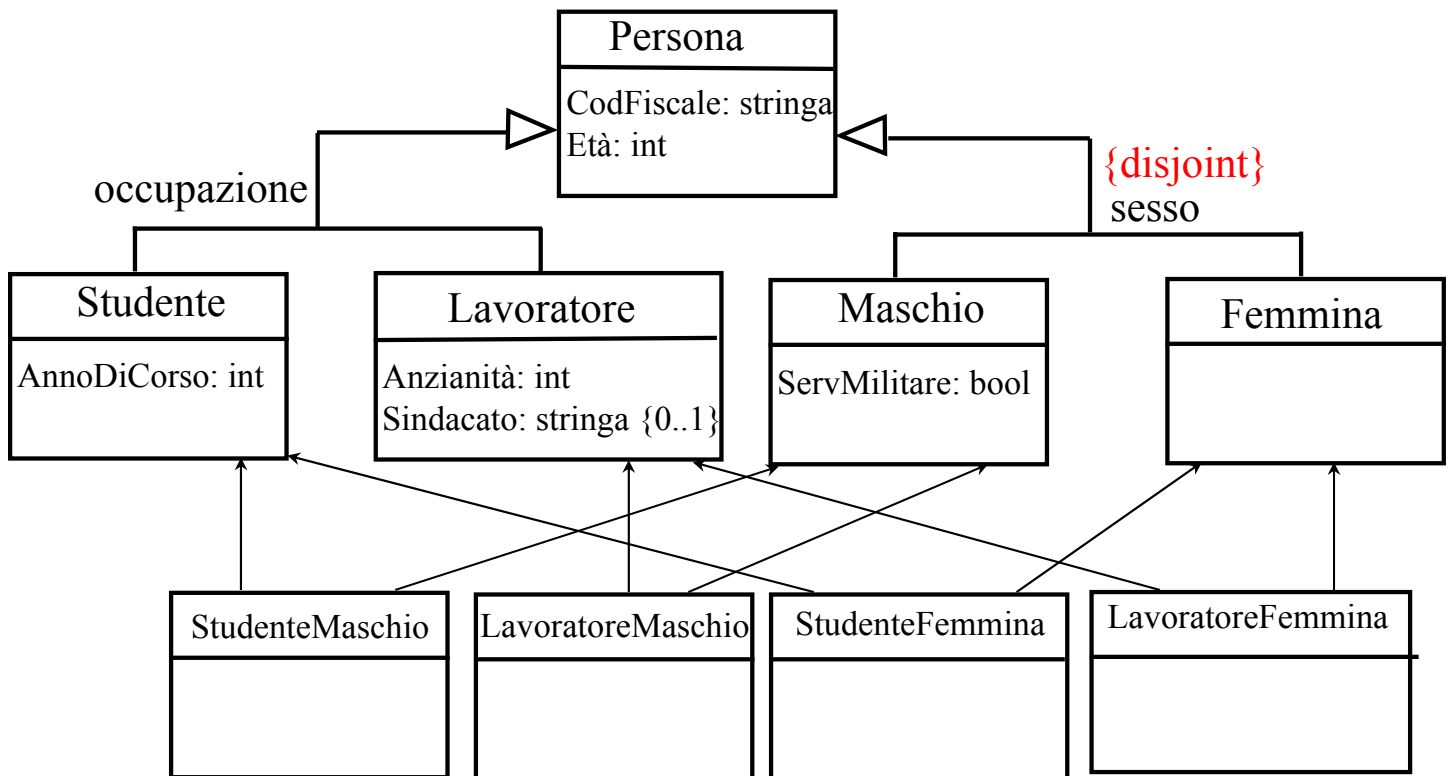 Persona
CodFiscale: stringa
Età: int
occupazione
{disjoint}
sesso
Studente
AnnoDiCorso: int
Lavoratore
Anzianità: int
Sindacato: stringa {0..1}
Maschio
ServMilitare: bool
Femmina
StudenteMaschio
LavoratoreMaschio
StudenteFemmina
LavoratoreFemmina